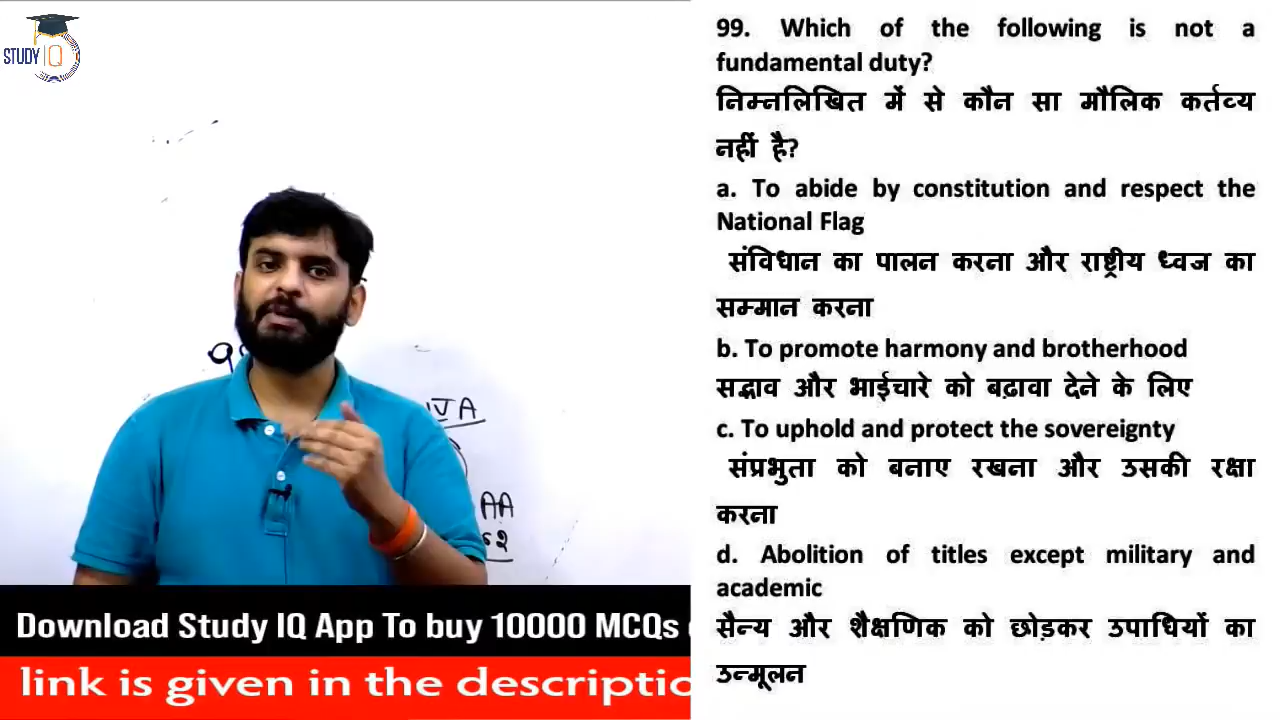 STUDY IQ
IVA
AA
52
Download Study IQ App To buy 10000 MCQs
link is given in the descriptio
99. Which of the following is not a
fundamental duty?
निम्नलिखित में से कौन सा मौलिक कर्तव्य
नहीं है?
a. To abide by constitution and respect the
National Flag
संविधान का पालन करना और राष्ट्रीय ध्वज का
सम्मान करना
b. To promote harmony and brotherhood
सद्भाव और भाईचारे को बढ़ावा देने के लिए
c. To uphold and protect the sovereignty
संप्रभुता को बनाए रखना और उसकी रक्षा
करना
d. Abolition of titles except military and
academic
सैन्य और शैक्षणिक को छोड़कर उपाधियों का
उन्मूलन